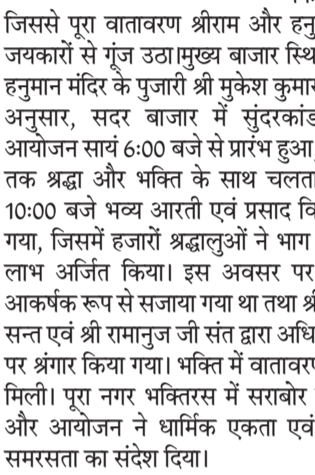 जिससे पूरा वातावरण श्रीराम और हनु
जयकारों से गूंज उठा।मुख्य बाजार स्थि
हनुमान मंदिर के पुजारी श्री मुकेश कुमार
अनुसार, सदर बाजार में सुंदरकांड
आयोजन सायं 6:00 बजे से प्रारंभ हुआ,
तक श्रद्धा और भक्ति के साथ चलता
10:00 बजे भव्य आरती एवं प्रसाद वि
गया, जिसमें हजारों श्रद्धालुओं ने भाग
लाभ अर्जित किया। इस अवसर पर
आकर्षक रूप से सजाया गया था तथा श्र
सन्त एवं श्री रामानुज जी संत द्वारा अधि
पर श्रंगार किया गया। भक्ति में वातावर
मिली। पूरा नगर भक्तिरस में सराबोर
और आयोजन ने धार्मिक एकता एवं
समरसता का संदेश दिया।